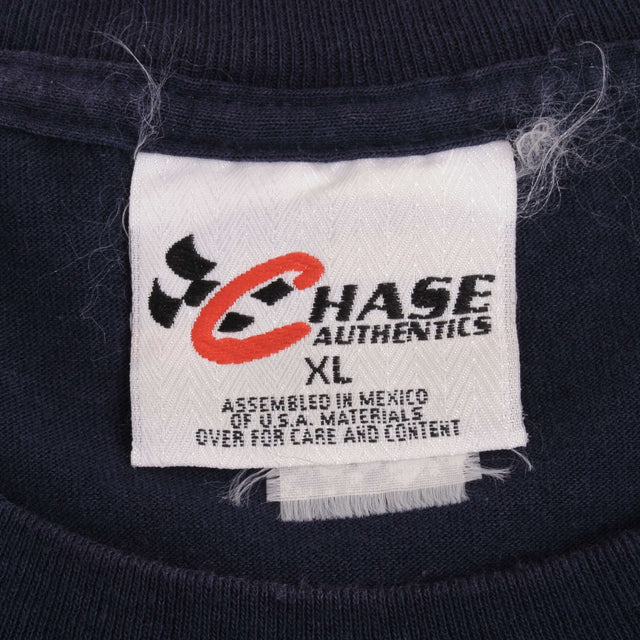 CHASE
AUTHENTICS
XL
ASSEMBLED IN MEXICO
OF U.S.A. MATERIALS
OVER FOR CARE AND CONTENT